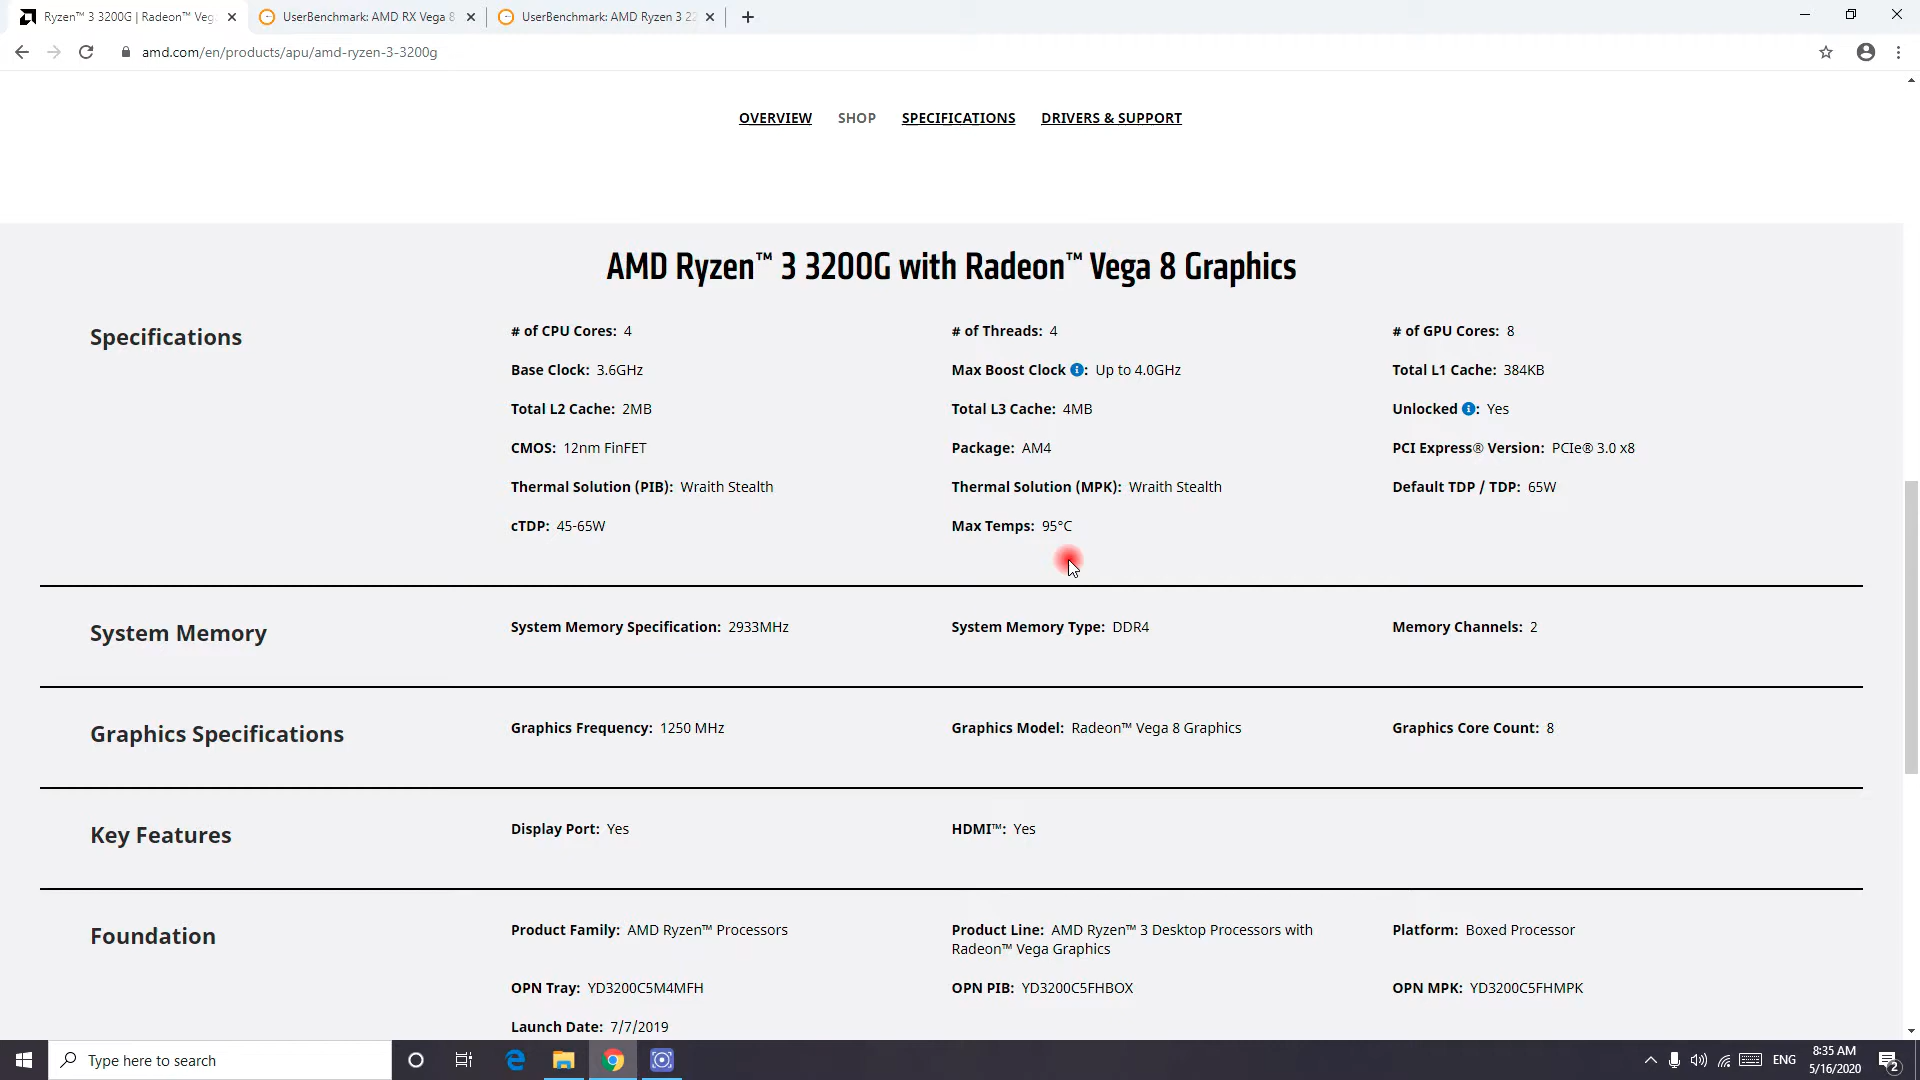 Ryzen™ 3 3200G | Radeon™ Veg
UserBenchmark: AMD RX Vega 8
UserBenchmark: AMD Ryzen 3 22
amd.com/en/products/apu/amd-ryzen-3-3200g
OVERVIEW SHOP SPECIFICATIONS DRIVERS & SUPPORT
AMD Ryzen™ 3 3200G with Radeon™ Vega 8 Graphics
Specifications
# of CPU Cores: 4 # of Threads: 4 # of GPU Cores: 8
Base Clock: 3.6GHz Max Boost Clock i: Up to 4.0GHz Total L1 Cache: 384KB
Total L2 Cache: 2MB Total L3 Cache: 4MB Unlocked i: Yes
CMOS: 12nm FinFET Package: AM4 PCI Express® Version: PCIe® 3.0 x8
Thermal Solution (PIB): Wraith Stealth Thermal Solution (MPK): Wraith Stealth Default TDP / TDP: 65W
cTDP: 45-65W Max Temps: 95°C
System Memory
System Memory Specification: 2933MHz System Memory Type: DDR4 Memory Channels: 2
Graphics Specifications
Graphics Frequency: 1250 MHz Graphics Model: Radeon™ Vega 8 Graphics Graphics Core Count: 8
Key Features
Display Port: Yes HDMI™: Yes
Foundation
Product Family: AMD Ryzen™ Processors Product Line: AMD Ryzen™ 3 Desktop Processors with Platform: Boxed Processor
Radeon™ Vega Graphics
OPN Tray: YD3200C5M4MFH OPN PIB: YD3200C5FHBOX OPN MPK: YD3200C5FHMPK
Launch Date: 7/7/2019
Type here to search
ENG
8:35 AM
5/16/2020
2